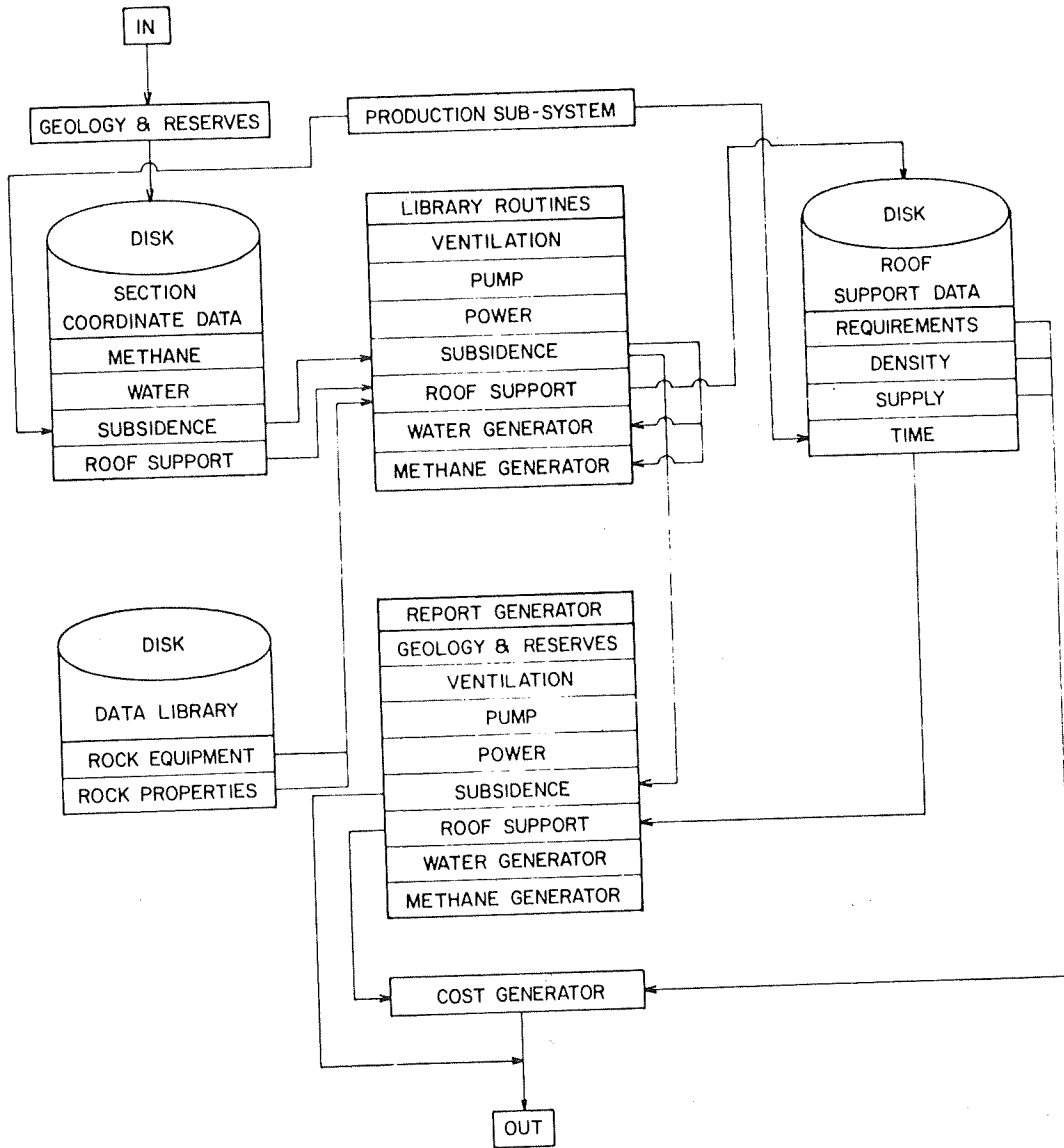 IN
GEOLOGY & RESERVES
PRODUCTION SUB-SYSTEM
DISK
SECTION
COORDINATE DATA
METHANE
WATER
SUBSIDENCE
ROOF SUPPORT
LIBRARY ROUTINES
VENTILATION
PUMP
POWER
SUBSIDENCE
ROOF SUPPORT
WATER GENERATOR
METHANE GENERATOR
DISK
ROOF
SUPPORT DATA
REQUIREMENTS
DENSITY
SUPPLY
TIME
DISK
DATA LIBRARY
ROCK EQUIPMENT
ROCK PROPERTIES
REPORT GENERATOR
GEOLOGY & RESERVES
VENTILATION
PUMP
POWER
SUBSIDENCE
ROOF SUPPORT
WATER GENERATOR
METHANE GENERATOR
COST GENERATOR
OUT